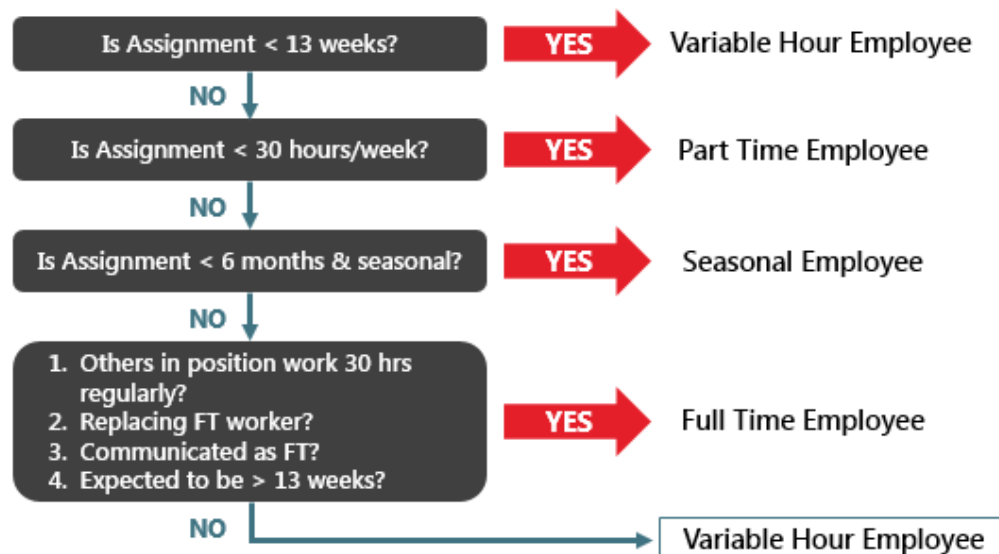 Is Assignment < 13 weeks?
YES
Variable Hour Employee
NO
Is Assignment < 30 hours/week?
YES
Part Time Employee
NO
Is Assignment < 6 months & seasonal?
YES
Seasonal Employee
NO
1. Others in position work 30 hrs
regularly?
2. Replacing FT worker?
3. Communicated as FT?
4. Expected to be > 13 weeks?
YES
Full Time Employee
NO
Variable Hour Employee